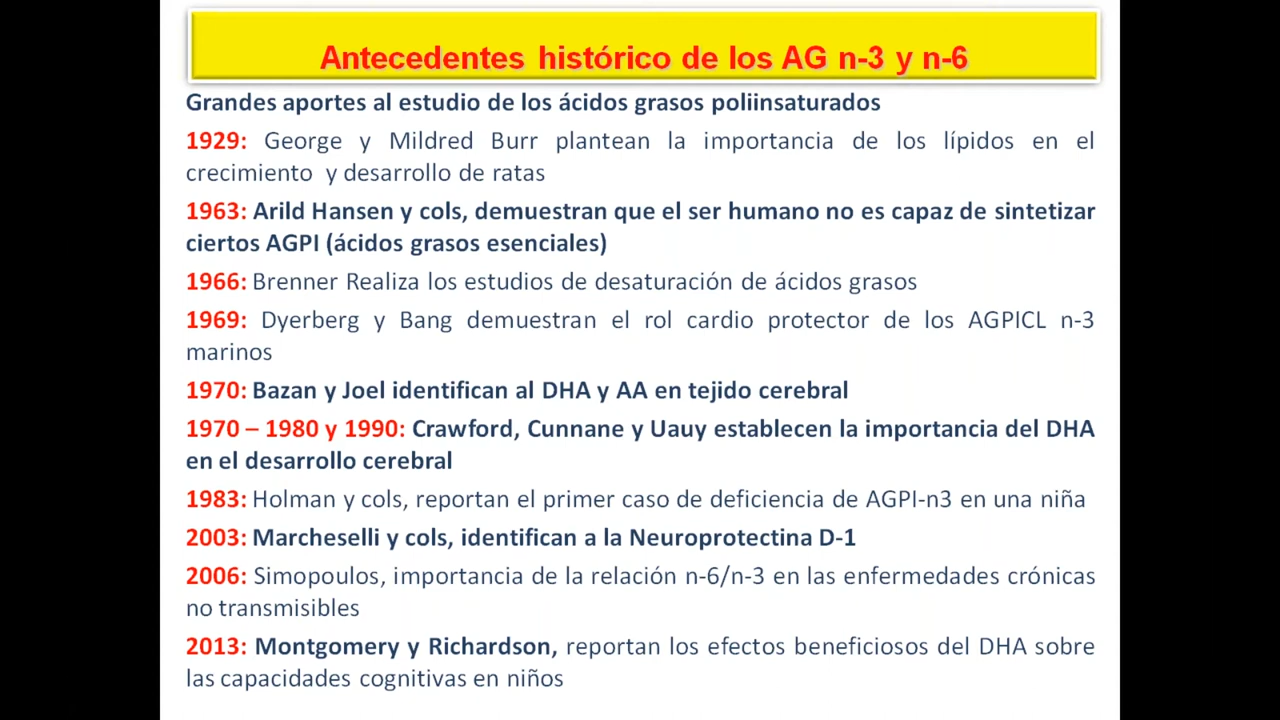 Antecedentes histórico de los AG n-3 y n-6
Grandes aportes al estudio de los ácidos grasos poliinsaturados
1929: George y Mildred Burr plantean la importancia de los lípidos en el
crecimiento y desarrollo de ratas
1963: Arild Hansen y cols, demuestran que el ser humano no es capaz de sintetizar
ciertos AGPI (ácidos grasos esenciales)
1966: Brenner Realiza los estudios de desaturación de ácidos grasos
1969: Dyerberg y Bang demuestran el rol cardio protector de los AGPICL n-3
marinos
1970: Bazan y Joel identifican al DHA y AA en tejido cerebral
1970 – 1980 y 1990: Crawford, Cunnane y Uauy establecen la importancia del DHA
en el desarrollo cerebral
1983: Holman y cols, reportan el primer caso de deficiencia de AGPI-n3 en una niña
2003: Marcheselli y cols, identifican a la Neuroprotectina D-1
2006: Simopoulos, importancia de la relación n-6/n-3 en las enfermedades crónicas
no transmisibles
2013: Montgomery y Richardson, reportan los efectos beneficiosos del DHA sobre
las capacidades cognitivas en niños